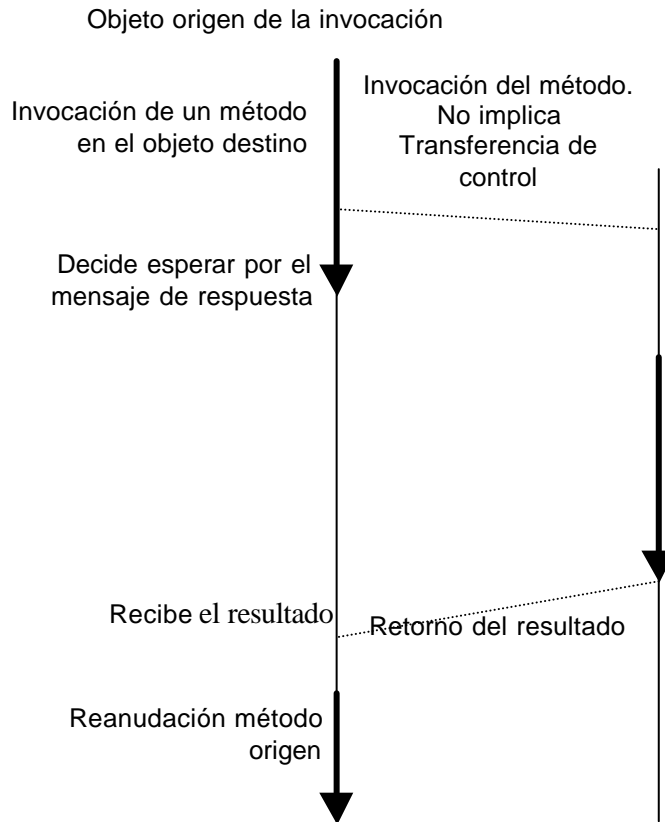 Objeto origen de la invocación
Invocación de un método
en el objeto destino
Invocación del método.
No implica
Transferencia de
control
Decide esperar por el
mensaje de respuesta
Recibe el resultado
Retorno del resultado
Reanudación método
origen